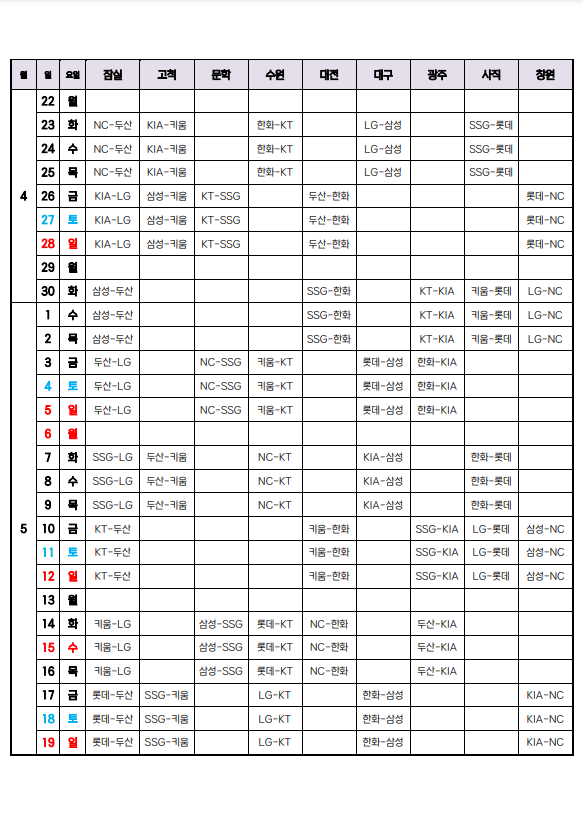 월 일 요일 잠실 고척 문학 수원 대전 대구 광주 사직 창원
22 월
23 화 NC-두산 KIA-키움 한화-KT LG-삼성 SSG-롯데
24 수 NC-두산 KIA-키움 한화-KT LG-삼성 SSG-롯데
25 목 NC-두산 KIA-키움 한화-KT LG-삼성 SSG-롯데
4 26 금 KIA-LG 삼성-키움 KT-SSG 두산-한화 롯데-NC
27 토 KIA-LG 삼성-키움 KT-SSG 두산-한화 롯데-NC
28 일 KIA-LG 삼성-키움 KT-SSG 두산-한화 롯데-NC
29 월
30 화 삼성-두산 SSG-한화 KT-KIA 키움-롯데 LG-NC
1 수 삼성-두산 SSG-한화 KT-KIA 키움-롯데 LG-NC
2 목 삼성-두산 SSG-한화 KT-KIA 키움-롯데 LG-NC
3 금 두산-LG NC-SSG 키움-KT 롯데-삼성 한화-KIA
4 토 두산-LG NC-SSG 키움-KT 롯데-삼성 한화-KIA
5 일 두산-LG NC-SSG 키움-KT 롯데-삼성 한화-KIA
6 월
7 화 SSG-LG 두산-키움 NC-KT KIA-삼성 한화-롯데
8 수 SSG-LG 두산-키움 NC-KT KIA-삼성 한화-롯데
9 목 SSG-LG 두산-키움 NC-KT KIA-삼성 한화-롯데
5 10 금 KT-두산 키움-한화 SSG-KIA LG-롯데 삼성-NC
11 토 KT-두산 키움-한화 SSG-KIA LG-롯데 삼성-NC
12 일 KT-두산 키움-한화 SSG-KIA LG-롯데 삼성-NC
13 월
14 화 키움-LG 삼성-SSG 롯데-KT NC-한화 두산-KIA
15 수 키움-LG 삼성-SSG 롯데-KT NC-한화 두산-KIA
16 목 키움-LG 삼성-SSG 롯데-KT NC-한화 두산-KIA
17 금 롯데-두산 SSG-키움 LG-KT 한화-삼성 KIA-NC
18 토 롯데-두산 SSG-키움 LG-KT 한화-삼성 KIA-NC
19 일 롯데-두산 SSG-키움 LG-KT 한화-삼성 KIA-NC